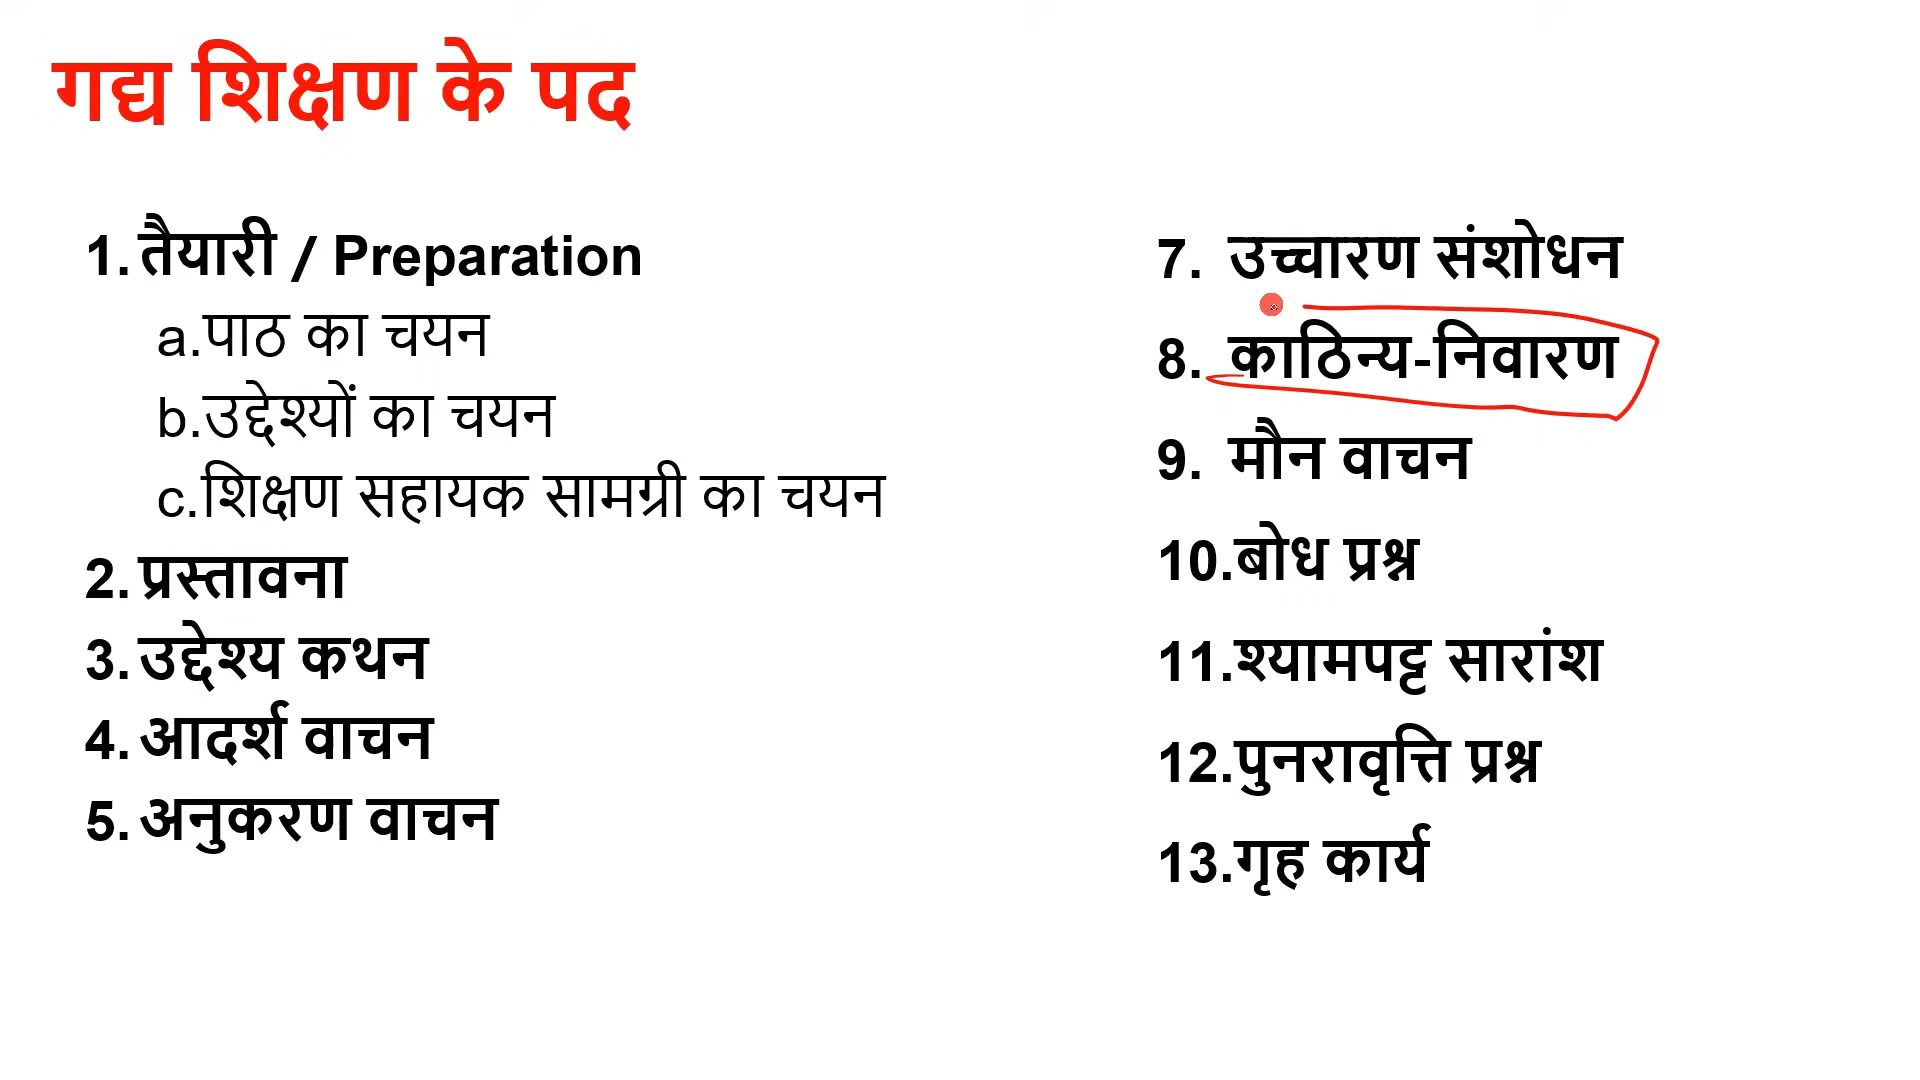 गद्य शिक्षण के पद
1. तैयारी / Preparation
a.पाठ का चयन
b.उद्देश्यों का चयन
c.शिक्षण सहायक सामग्री का चयन
2. प्रस्तावना
3. उद्देश्य कथन
4. आदर्श वाचन
5. अनुकरण वाचन
7. उच्चारण संशोधन
8. काठिन्य-निवारण
9. मौन वाचन
10.बोध प्रश्न
11.श्यामपट्ट सारांश
12.पुनरावृत्ति प्रश्न
13.गृह कार्य